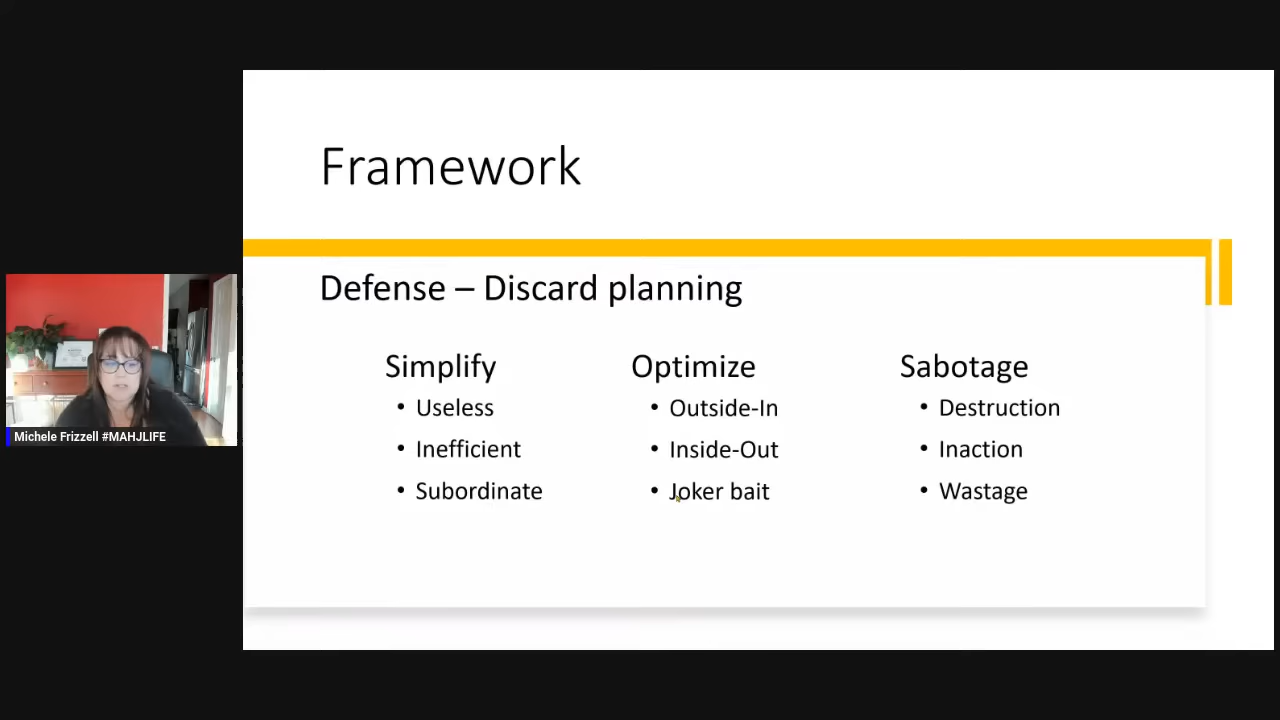 Framework
Defense – Discard planning
Simplify
• Useless
• Inefficient
• Subordinate
Optimize
• Outside-In
• Inside-Out
• Joker bait
Sabotage
• Destruction
• Inaction
• Wastage
Michele Frizzell #MAHJLIFE